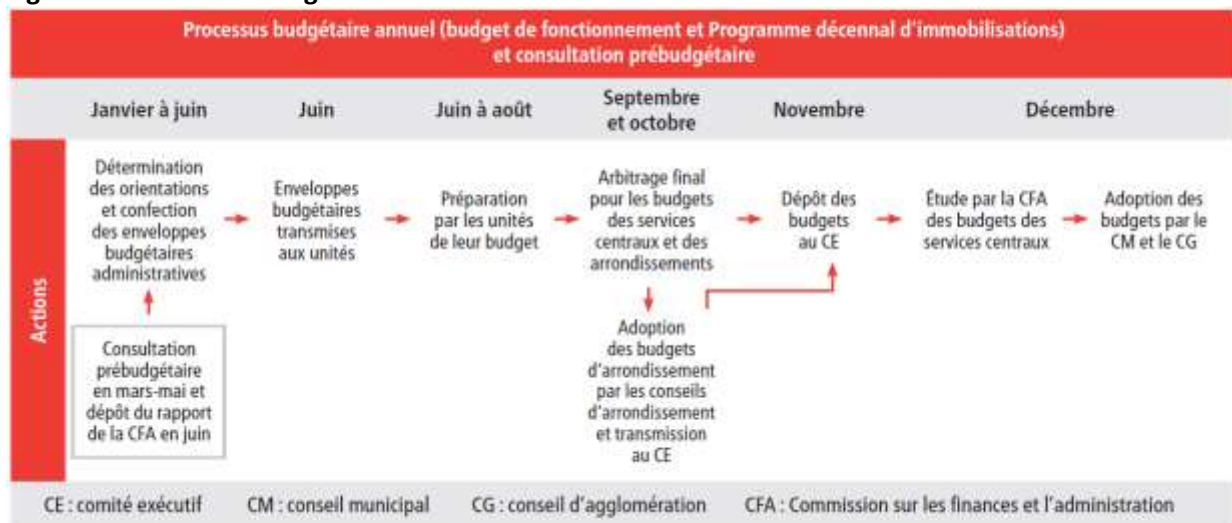 Processus budgétaire annuel (budget de fonctionnement et Programme décennal d'immobilisations)
et consultation prébudgétaire
Janvier à juin
Juin
Juin à août
Septembre
et octobre
Novembre
Décembre
Actions
Détermination
des orientations
et confection
des enveloppes
budgétaires
administratives
Enveloppes
budgétaires
transmises
aux unités
Préparation
par les unités
de leur budget
Arbitrage final
pour les budgets
des services
centraux et des
arrondissements
Dépôt des
budgets
au CE
Étude par la CFA
des budgets des
services centraux
Adoption des
budgets par le
CM et le CG
Consultation
prébudgétaire
en mars-mai et
dépôt du rapport
de la CFA en juin
Adoption
des budgets
d'arrondissement
par les conseils
d'arrondissement
et transmission
au CE
CE : comité exécutif
CM : conseil municipal
CG : conseil d'agglomération
CFA : Commission sur les finances et l'administration